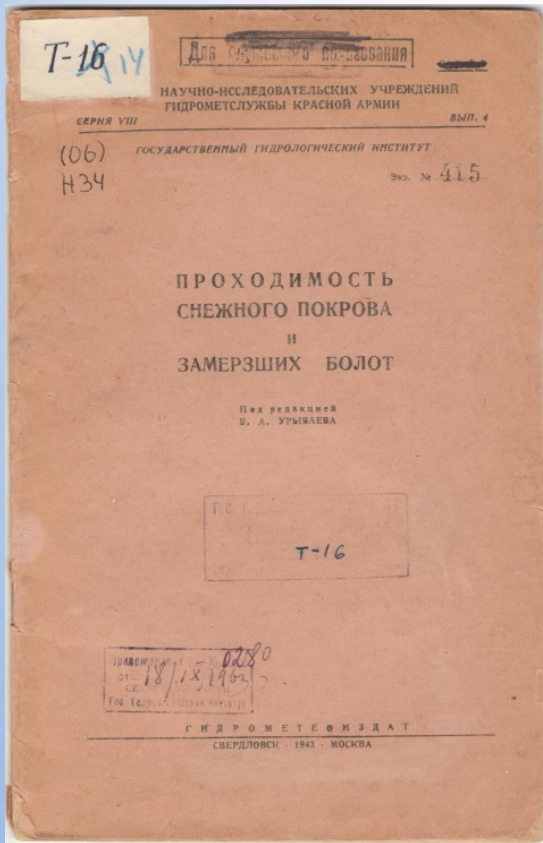 Т-16 14
Для служебного пользования
НАУЧНО-ИССЛЕДОВАТЕЛЬСКИХ УЧРЕЖДЕНИЙ
ГИДРОМЕТСЛУЖБЫ КРАСНОЙ АРМИИ
СЕРИЯ VIII ВЫП. 4
(06)
Н34
ГОСУДАРСТВЕННЫЙ ГИДРОЛОГИЧЕСКИЙ ИНСТИТУТ
Экз. № 415
ПРОХОДИМОСТЬ
СНЕЖНОГО ПОКРОВА
И
ЗАМЕРЗШИХ БОЛОТ
Под редакцией
В. А. УРЫВАЕВА
Т-16
0280
18/IX 1962
ГИДРОМЕТЕОИЗДАТ
СВЕРДЛОВСК - 1943 - МОСКВА